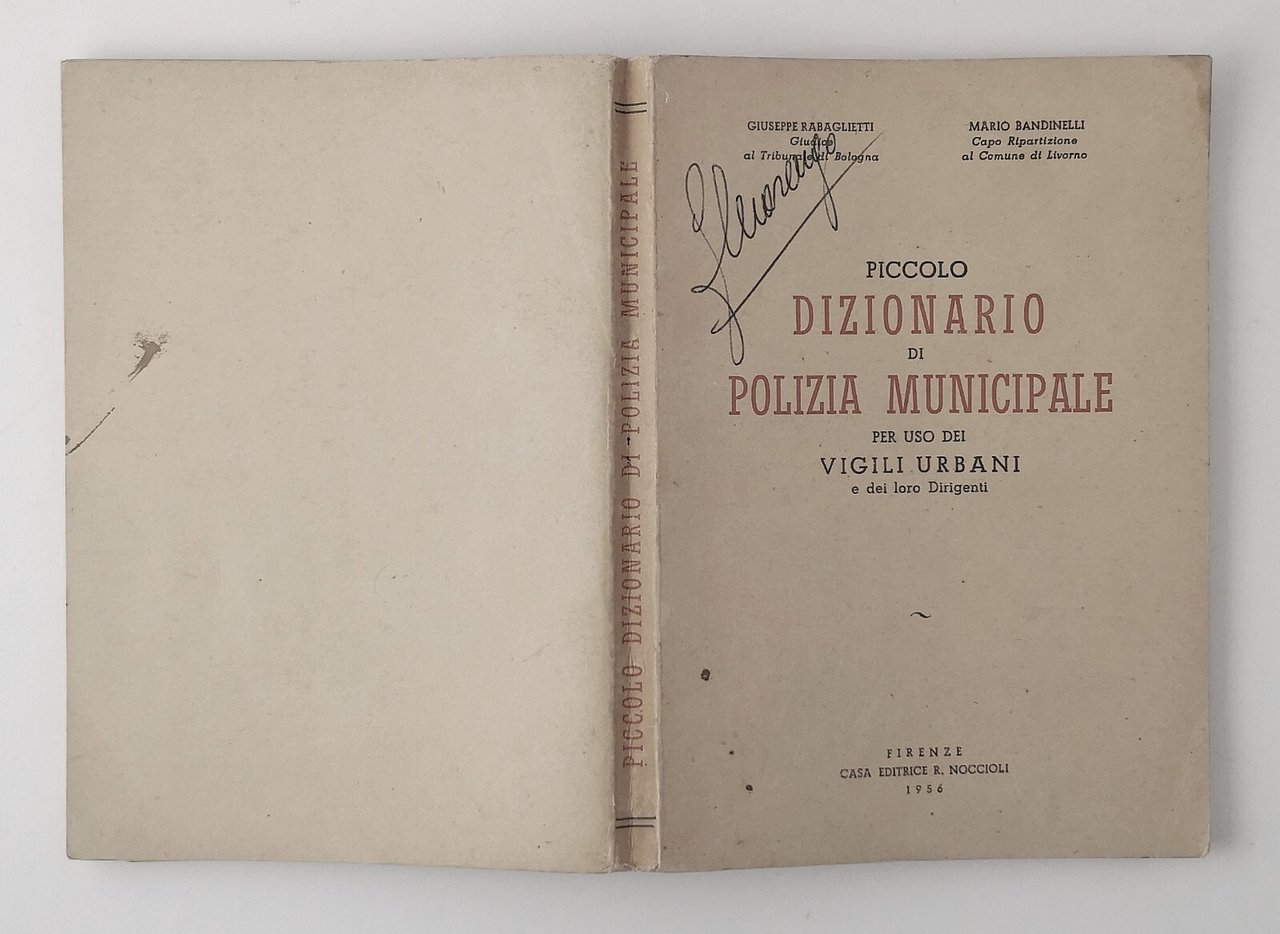 PICCOLO DIZIONARIO DI POLIZIA MUNICIPALE
GIUSEPPE RABAGLIETTI
Giudice
al Tribunale di Bologna
MARIO BANDINELLI
Capo Ripartizione
al Comune di Livorno
PICCOLO
DIZIONARIO
DI
POLIZIA MUNICIPALE
PER USO DEI
VIGILI URBANI
e dei loro Dirigenti
FIRENZE
CASA EDITRICE R. NOCCIOLI
1956